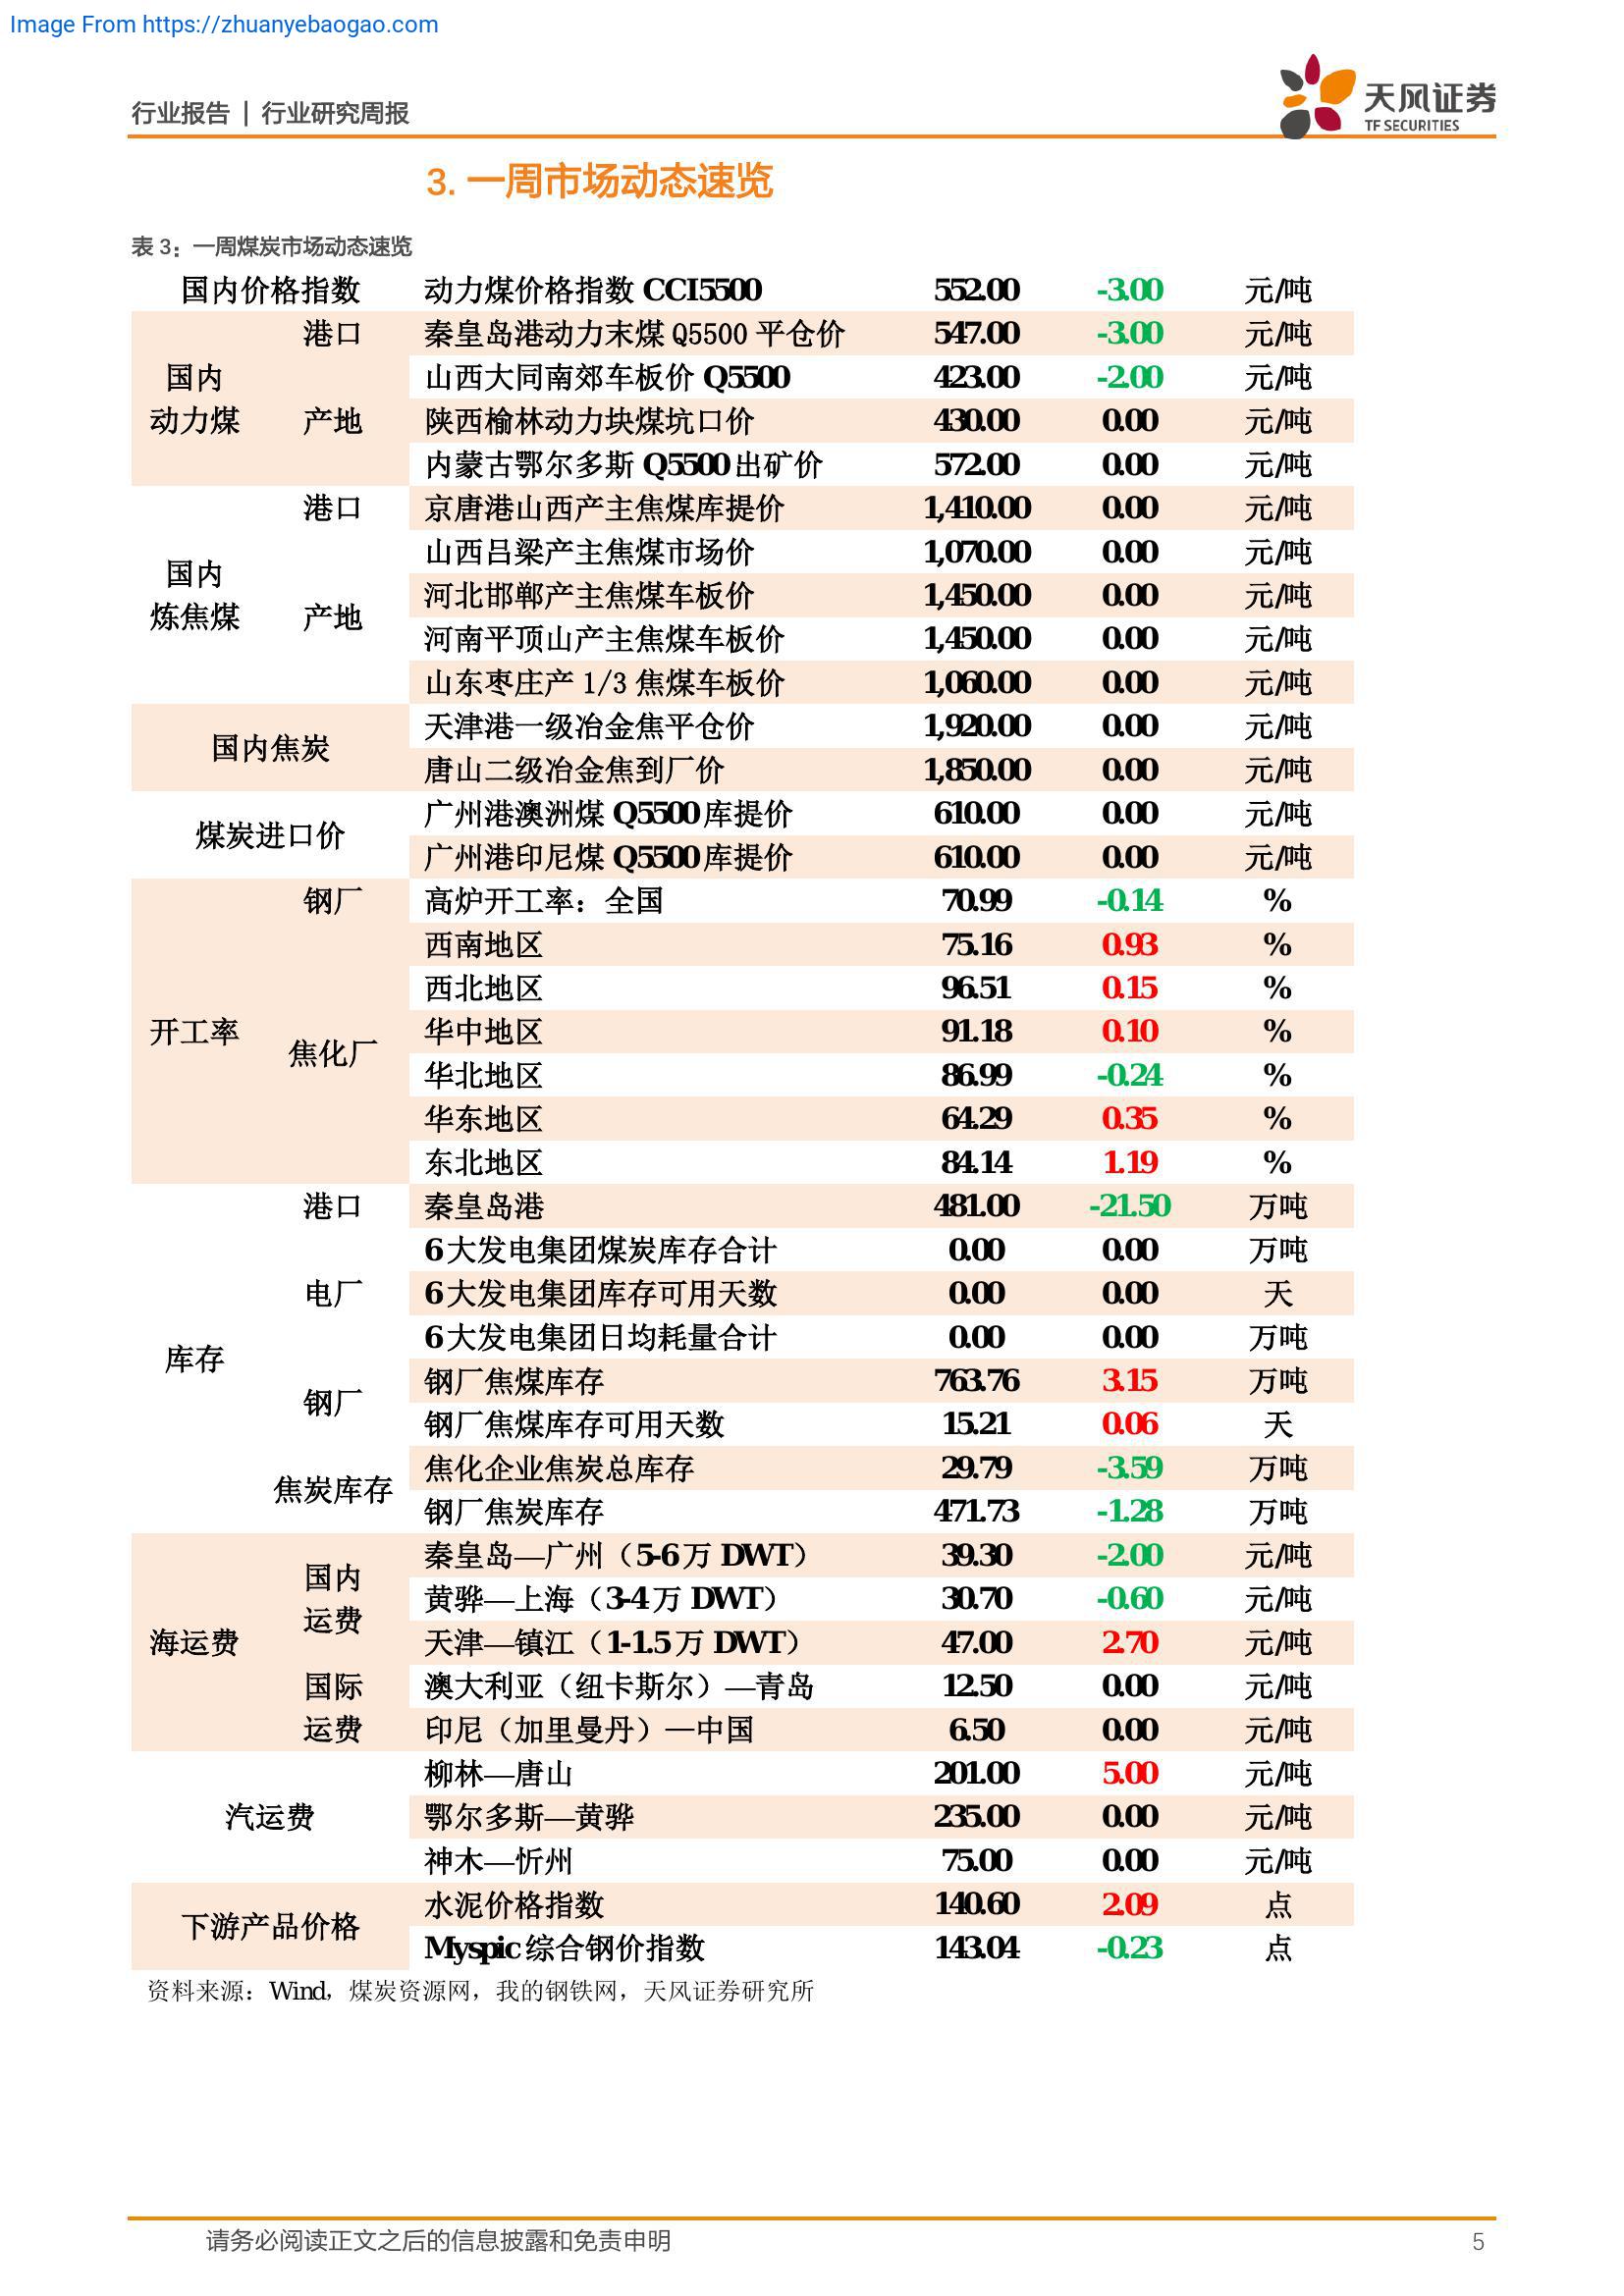 Image From https://zhuanyebaogao.com
行业报告 | 行业研究周报
天风证券
TF SECURITIES
3. 一周市场动态速览
表 3：一周煤炭市场动态速览
国内价格指数 动力煤价格指数 CCI5500 552.00 -3.00 元/吨
港口 秦皇岛港动力末煤 Q5500 平仓价 547.00 -3.00 元/吨
国内 山西大同南郊车板价 Q5500 423.00 -2.00 元/吨
动力煤 产地 陕西榆林动力块煤坑口价 430.00 0.00 元/吨
内蒙古鄂尔多斯 Q5500 出矿价 572.00 0.00 元/吨
港口 京唐港山西产主焦煤库提价 1,410.00 0.00 元/吨
山西吕梁产主焦煤市场价 1,070.00 0.00 元/吨
国内
河北邯郸产主焦煤车板价 1,450.00 0.00 元/吨
炼焦煤 产地
河南平顶山产主焦煤车板价 1,450.00 0.00 元/吨
山东枣庄产 1/3 焦煤车板价 1,060.00 0.00 元/吨
天津港一级冶金焦平仓价 1,920.00 0.00 元/吨
国内焦炭
唐山二级冶金焦到厂价 1,850.00 0.00 元/吨
广州港澳洲煤 Q5500 库提价 610.00 0.00 元/吨
煤炭进口价
广州港印尼煤 Q5500 库提价 610.00 0.00 元/吨
钢厂 高炉开工率：全国 70.99 -0.14 %
西南地区 75.16 0.93 %
西北地区 96.51 0.15 %
开工率 华中地区 91.18 0.10 %
焦化厂
华北地区 86.99 -0.24 %
华东地区 64.29 0.35 %
东北地区 84.14 1.19 %
港口 秦皇岛港 481.00 -21.50 万吨
6 大发电集团煤炭库存合计 0.00 0.00 万吨
电厂 6 大发电集团库存可用天数 0.00 0.00 天
6 大发电集团日均耗量合计 0.00 0.00 万吨
库存
钢厂焦煤库存 763.76 3.15 万吨
钢厂
钢厂焦煤库存可用天数 15.21 0.06 天
焦化企业焦炭总库存 29.79 -3.59 万吨
焦炭库存
钢厂焦炭库存 471.73 -1.28 万吨
秦皇岛—广州（5-6 万 DWT） 39.30 -2.00 元/吨
国内
黄骅—上海（3-4 万 DWT） 30.70 -0.60 元/吨
运费
海运费 天津—镇江（1-1.5 万 DWT） 47.00 2.70 元/吨
国际 澳大利亚（纽卡斯尔）—青岛 12.50 0.00 元/吨
运费 印尼（加里曼丹）—中国 6.50 0.00 元/吨
柳林—唐山 201.00 5.00 元/吨
汽运费 鄂尔多斯—黄骅 235.00 0.00 元/吨
神木—忻州 75.00 0.00 元/吨
水泥价格指数 140.60 2.09 点
下游产品价格
Myspic 综合钢价指数 143.04 -0.23 点
资料来源：Wind，煤炭资源网，我的钢铁网，天风证券研究所
请务必阅读正文之后的信息披露和免责申明 5